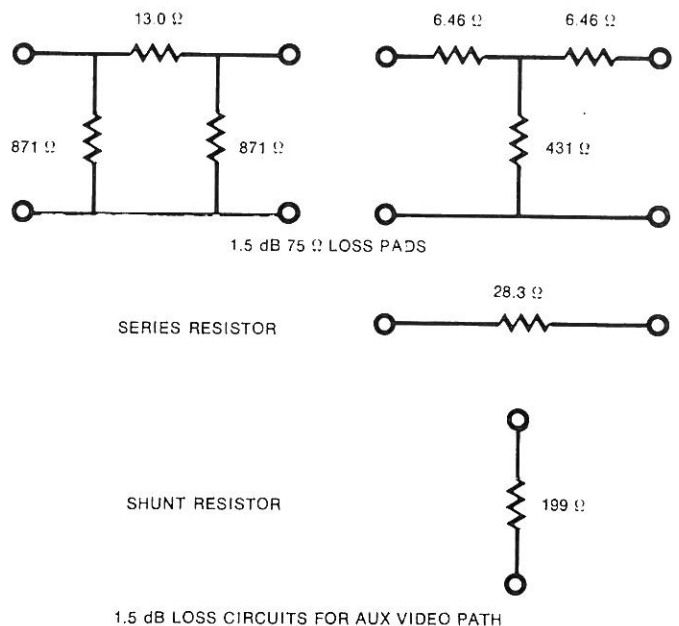 13.0 Ω
6.46 Ω 6.46 Ω
871 Ω 871 Ω
431 Ω
1.5 dB 75 Ω LOSS PADS
28.3 Ω
SERIES RESISTOR
SHUNT RESISTOR
199 Ω
1.5 dB LOSS CIRCUITS FOR AUX VIDEO PATH